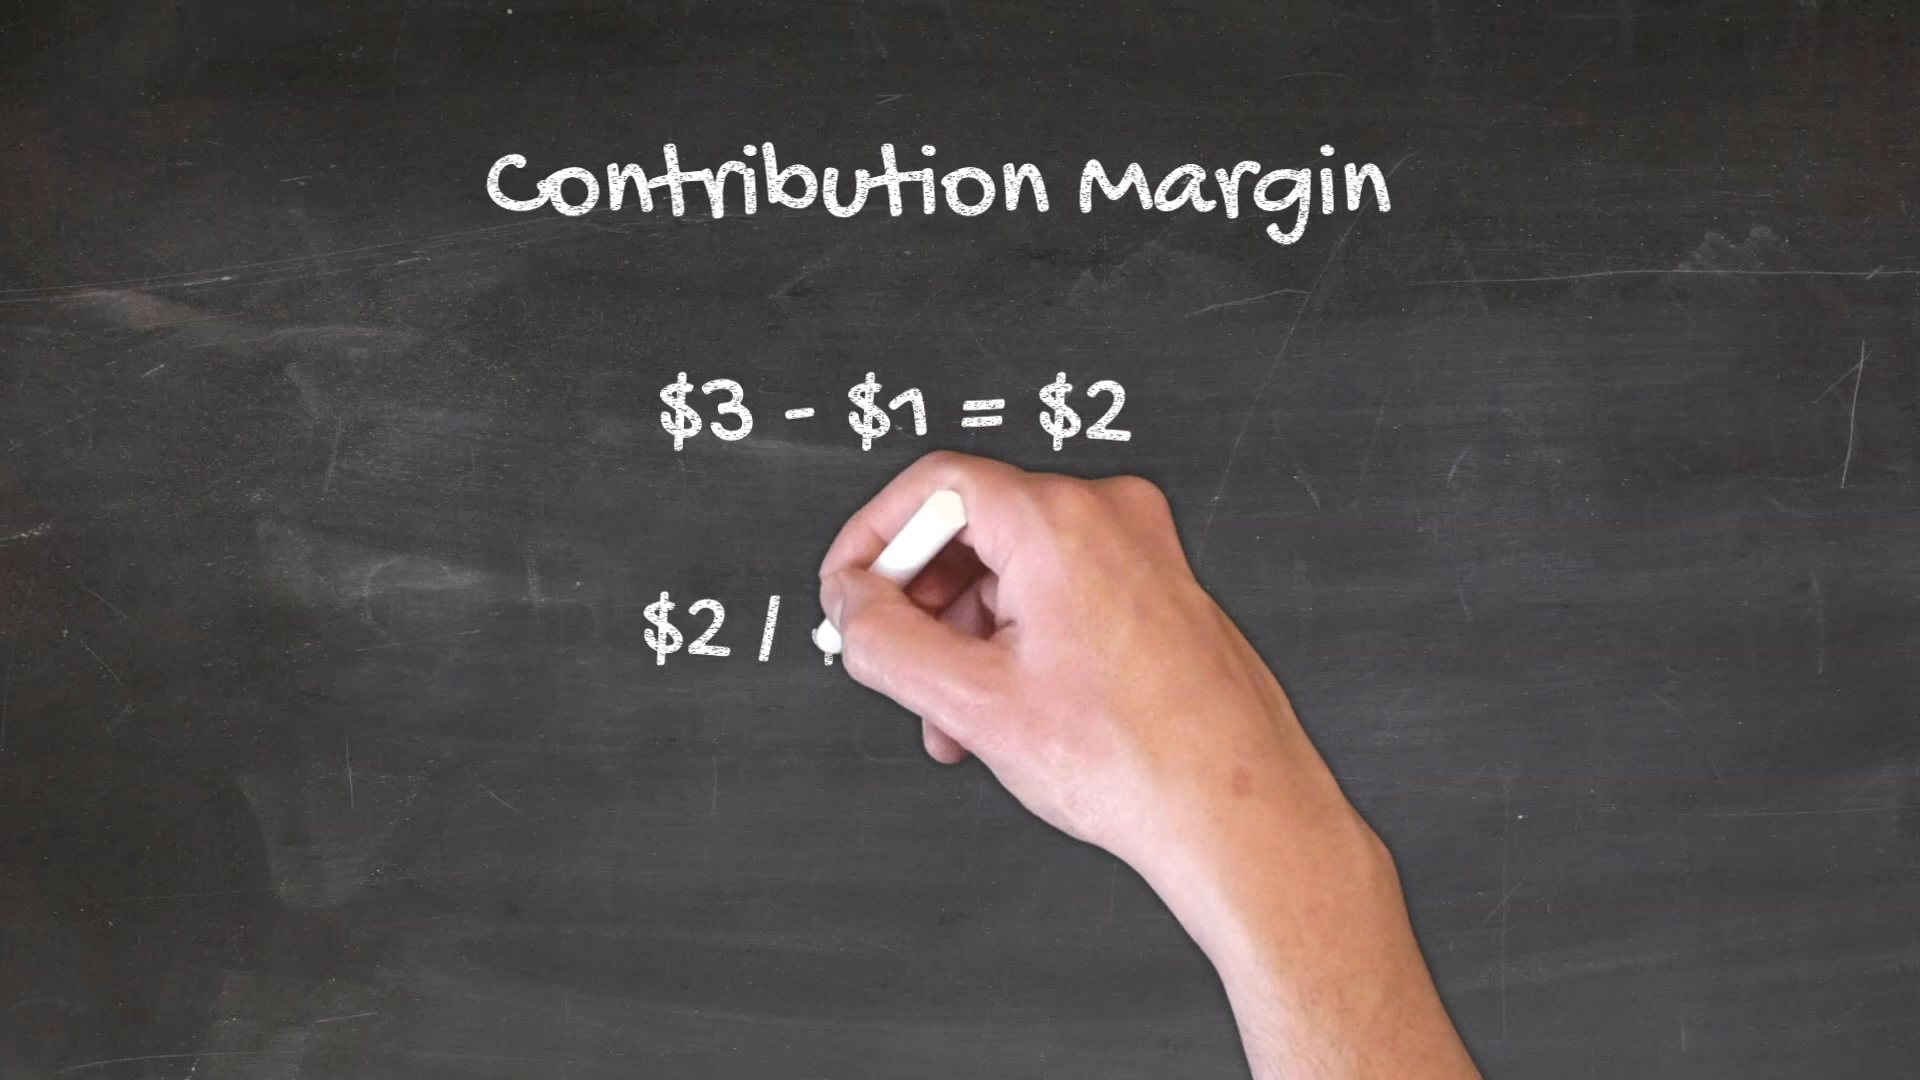 Contribution Margin
$3 - $1 = $2
$2 /